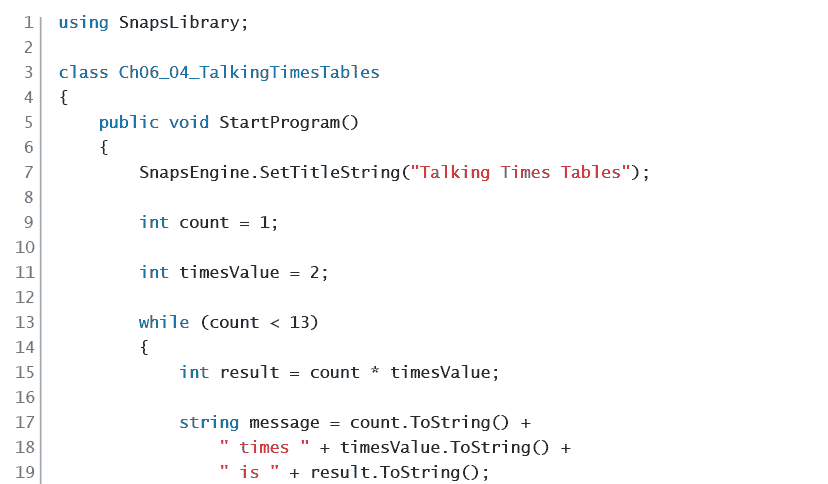 1 using SnapsLibrary;
2
3 class Ch06_04_TalkingTimesTables
4 {
5     public void StartProgram()
6     {
7         SnapsEngine.SetTitleString("Talking Times Tables");
8
9         int count = 1;
10
11         int timesValue = 2;
12
13         while (count < 13)
14         {
15             int result = count * timesValue;
16
17             string message = count.ToString() +
18                 " times " + timesValue.ToString() +
19                 " is " + result.ToString();